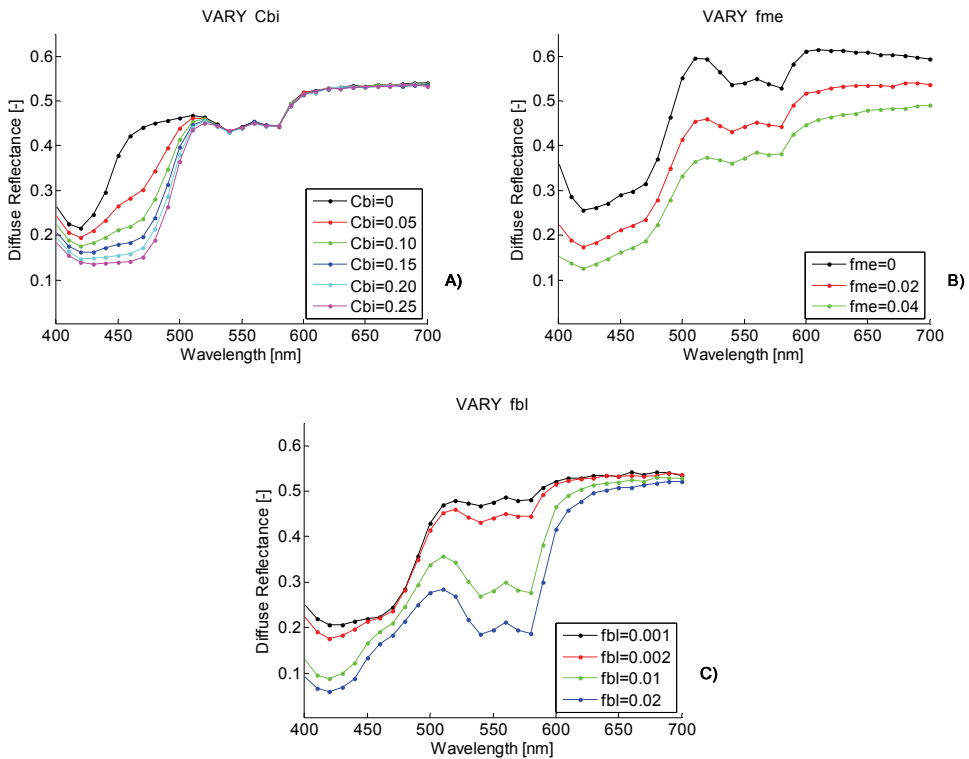 VARY Cbi
Diffuse Reflectance [-]
0.6
0.5
0.4
0.3
0.2
0.1
400 450 500 550 600 650 700
Wavelength [nm]
Cbi=0
Cbi=0.05
Cbi=0.10
Cbi=0.15
Cbi=0.20
Cbi=0.25
A)
VARY fme
Diffuse Reflectance [-]
0.6
0.5
0.4
0.3
0.2
0.1
400 450 500 550 600 650 700
Wavelength [nm]
fme=0
fme=0.02
fme=0.04
B)
VARY fbl
Diffuse Reflectance [-]
0.6
0.5
0.4
0.3
0.2
0.1
400 450 500 550 600 650 700
Wavelength [nm]
fbl=0.001
fbl=0.002
fbl=0.01
fbl=0.02
C)